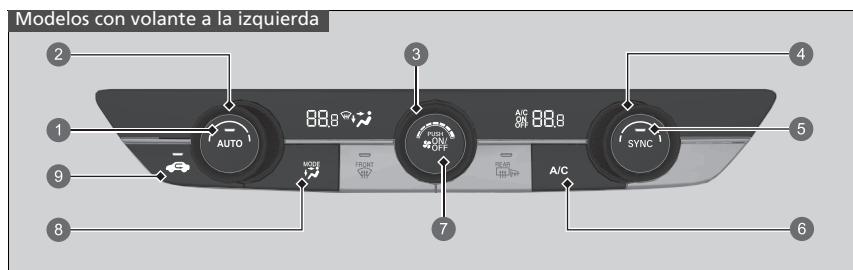 Modelos con volante a la izquierda
2
3
4
1
AUTO
88.8
PUSH
ON/
OFF
A/C
ON
OFF
88.8
SYNC
5
9
MODE
FRONT
REAR
A/C
8
7
6